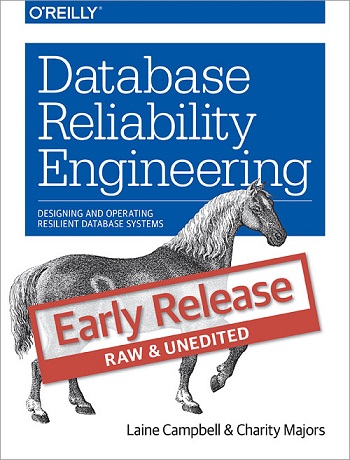 O'REILLY®
Database
Reliability
Engineering
DESIGNING AND OPERATING
RESILIENT DATABASE SYSTEMS
Early Release
RAW & UNEDITED
Laine Campbell & Charity Majors